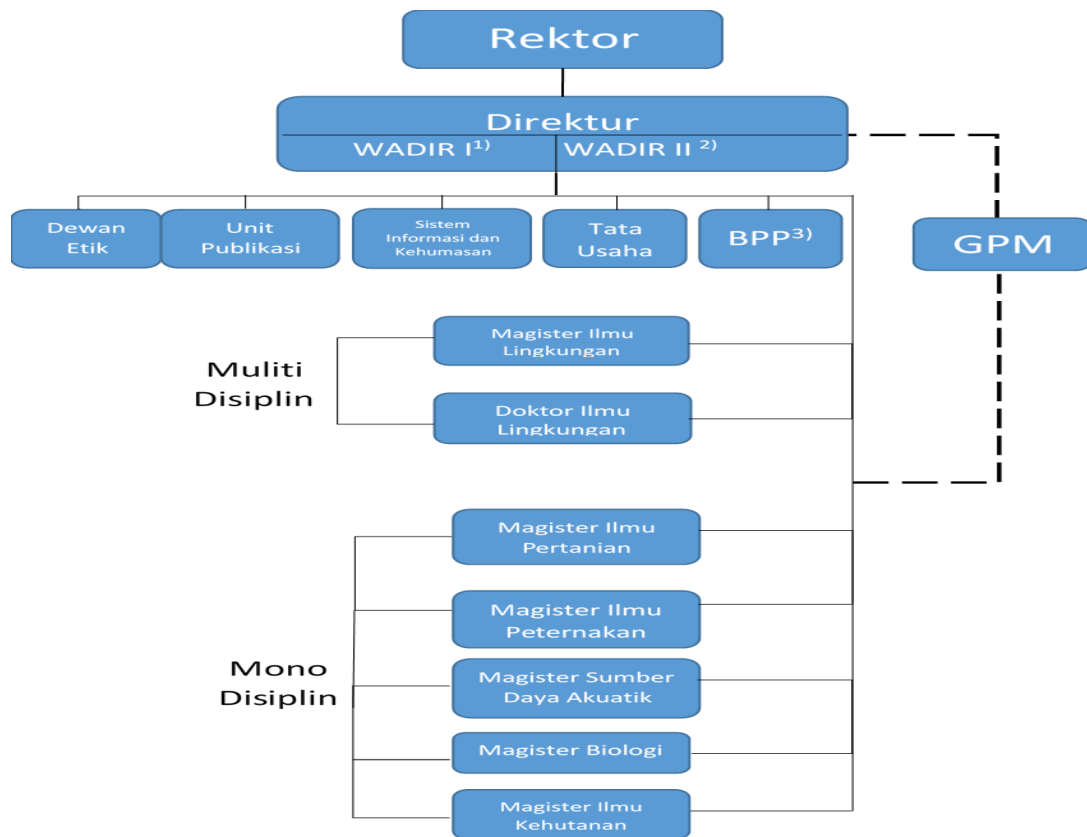 Rektor
Direktur
WADIR I¹⁾
WADIR II ²⁾
Dewan
Etik
Unit
Publikasi
Sistem
Informasi dan
Kehumasan
Tata
Usaha
BPP³⁾
GPM
Muliti
Disiplin
Magister Ilmu
Lingkungan
Doktor Ilmu
Lingkungan
Mono
Disiplin
Magister Ilmu
Pertanian
Magister Ilmu
Peternakan
Magister Sumber
Daya Akuatik
Magister Biologi
Magister Ilmu
Kehutanan